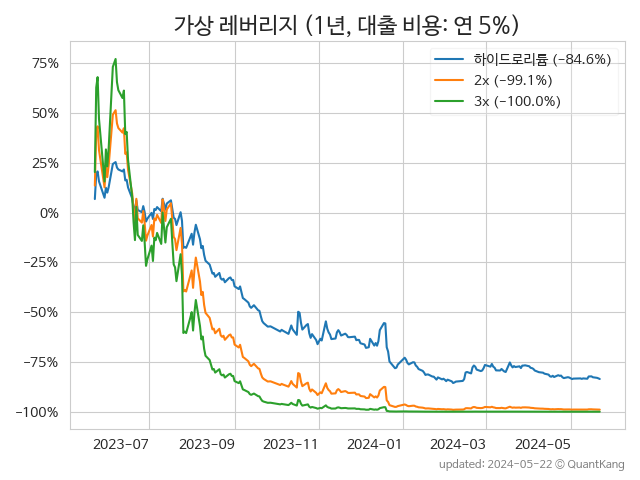 가상 레버리지 (1년, 대출 비용: 연 5%)
하이드로리튬 (−84.6%)
2x (−99.1%)
3x (−100.0%)
75%
50%
25%
0%
−25%
−50%
−75%
−100%
2023-07 2023-09 2023-11 2024-01 2024-03 2024-05
updated: 2024-05-22 © QuantKang